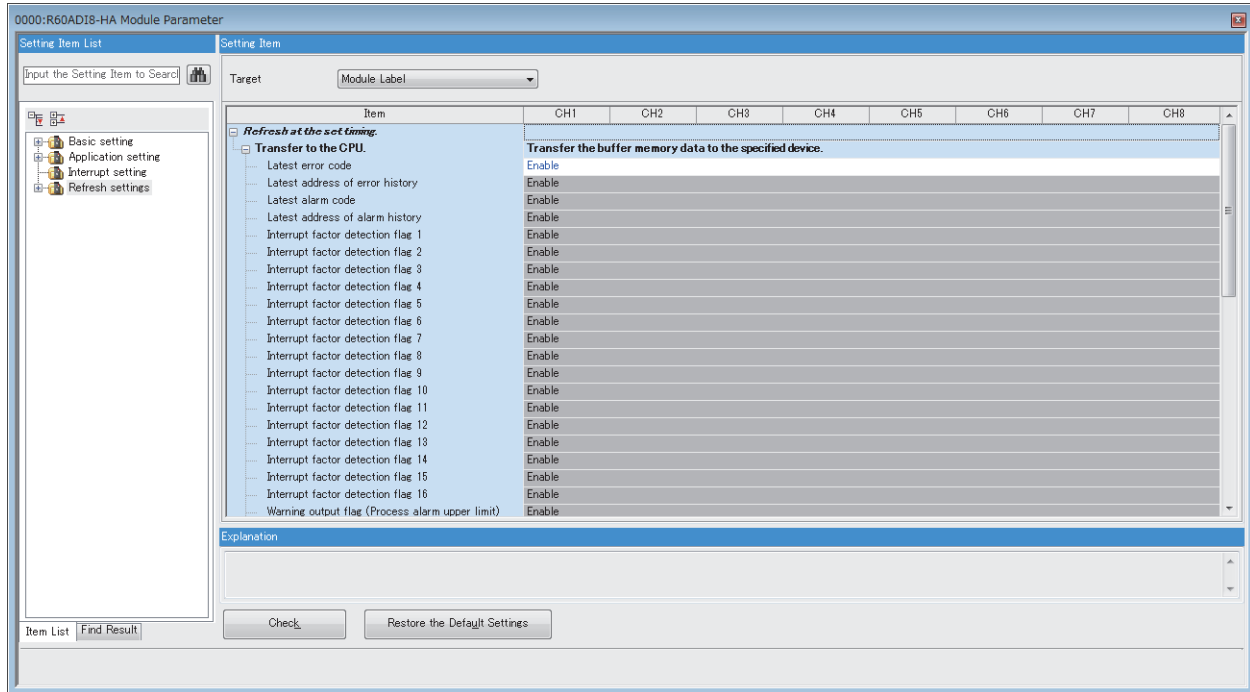 0000:R60ADI8-HA Module Parameter
Setting Item List
Input the Setting Item to Searcl
Basic setting
Application setting
Interrupt setting
Refresh settings
Item List Find Result
Setting Item
Target Module Label
Item CH1 CH2 CH3 CH4 CH5 CH6 CH7 CH8
Refresh at the set timing.
Transfer to the CPU. Transfer the buffer memory data to the specified device.
Latest error code Enable
Latest address of error history Enable
Latest alarm code Enable
Latest address of alarm history Enable
Interrupt factor detection flag 1 Enable
Interrupt factor detection flag 2 Enable
Interrupt factor detection flag 3 Enable
Interrupt factor detection flag 4 Enable
Interrupt factor detection flag 5 Enable
Interrupt factor detection flag 6 Enable
Interrupt factor detection flag 7 Enable
Interrupt factor detection flag 8 Enable
Interrupt factor detection flag 9 Enable
Interrupt factor detection flag 10 Enable
Interrupt factor detection flag 11 Enable
Interrupt factor detection flag 12 Enable
Interrupt factor detection flag 13 Enable
Interrupt factor detection flag 14 Enable
Interrupt factor detection flag 15 Enable
Interrupt factor detection flag 16 Enable
Warning output flag (Process alarm upper limit) Enable
Explanation
Check Restore the Default Settings